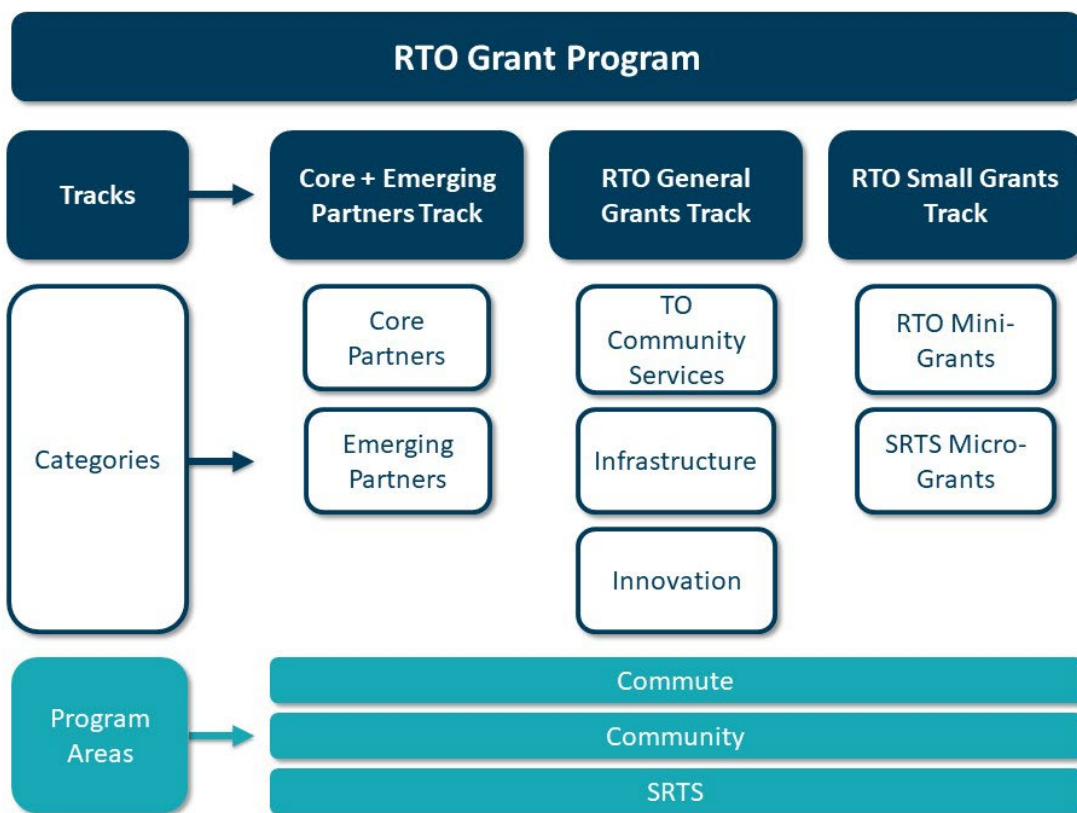 RTO Grant Program
Tracks
Core + Emerging
Partners Track
RTO General
Grants Track
RTO Small Grants
Track
Categories
Core
Partners
Emerging
Partners
TO
Community
Services
Infrastructure
Innovation
RTO Mini-
Grants
SRTS Micro-
Grants
Program
Areas
Commute
Community
SRTS